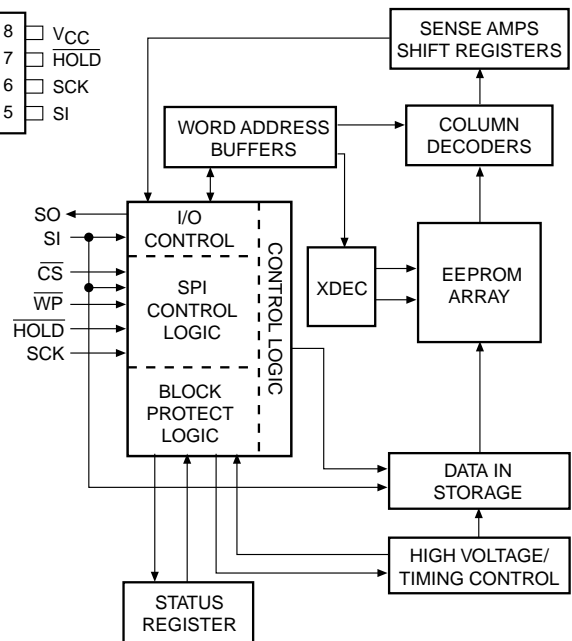 8 VCC
7 HOLD
6 SCK
5 SI
SENSE AMPS
SHIFT REGISTERS
WORD ADDRESS
BUFFERS
COLUMN
DECODERS
SO
SI
CS
WP
HOLD
SCK
I/O
CONTROL
SPI
CONTROL
LOGIC
BLOCK
PROTECT
LOGIC
CONTROL LOGIC
XDEC
EEPROM
ARRAY
DATA IN
STORAGE
HIGH VOLTAGE/
TIMING CONTROL
STATUS
REGISTER